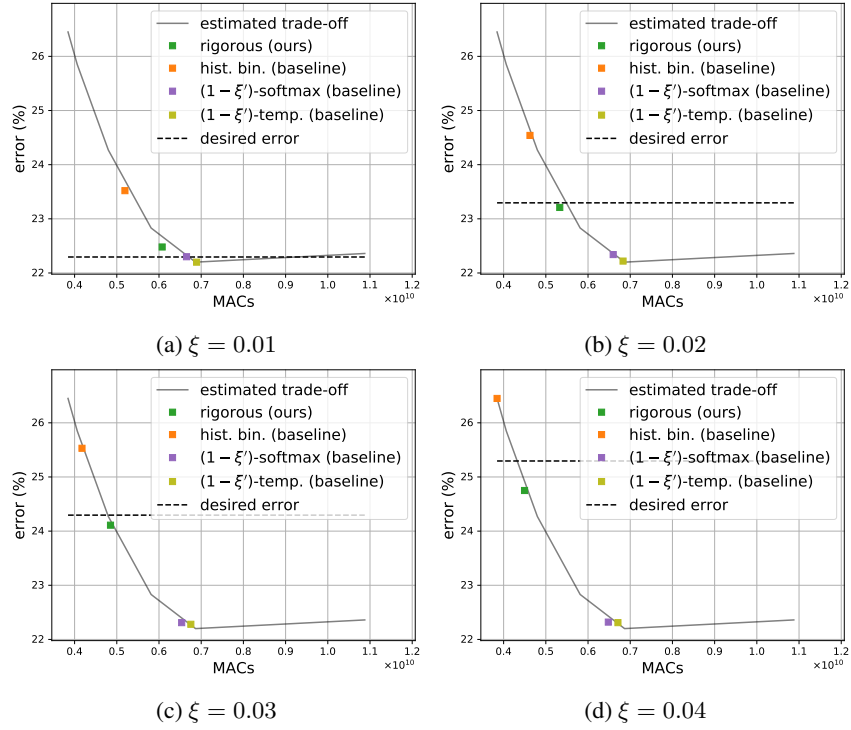 estimated trade-off
rigorous (ours)
hist. bin. (baseline)
(1−ξ′)-softmax (baseline)
(1−ξ′)-temp. (baseline)
desired error
error (%)
26
25
24
23
22
0.4 0.5 0.6 0.7 0.8 0.9 1.0 1.1 1.2
×10¹⁰
MACs
(a) ξ = 0.01
estimated trade-off
rigorous (ours)
hist. bin. (baseline)
(1−ξ′)-softmax (baseline)
(1−ξ′)-temp. (baseline)
desired error
error (%)
26
25
24
23
22
0.4 0.5 0.6 0.7 0.8 0.9 1.0 1.1 1.2
×10¹⁰
MACs
(b) ξ = 0.02
estimated trade-off
rigorous (ours)
hist. bin. (baseline)
(1−ξ′)-softmax (baseline)
(1−ξ′)-temp. (baseline)
desired error
error (%)
26
25
24
23
22
0.4 0.5 0.6 0.7 0.8 0.9 1.0 1.1 1.2
×10¹⁰
MACs
(c) ξ = 0.03
estimated trade-off
rigorous (ours)
hist. bin. (baseline)
(1−ξ′)-softmax (baseline)
(1−ξ′)-temp. (baseline)
desired error
error (%)
26
25
24
23
22
0.4 0.5 0.6 0.7 0.8 0.9 1.0 1.1 1.2
×10¹⁰
MACs
(d) ξ = 0.04